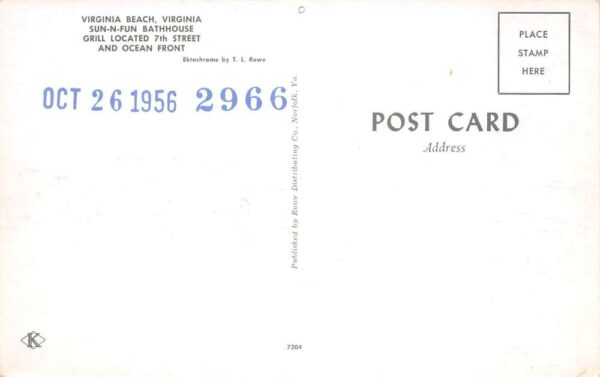 VIRGINIA BEACH, VIRGINIA
SUN-N-FUN BATHHOUSE
GRILL LOCATED 7th STREET
AND OCEAN FRONT
Ektachrome by T. L. Rowe
OCT 26 1956 2966
Published by Rowe Distributing Co., Norfolk, Va.
PLACE
STAMP
HERE
POST CARD
Address
K
7204